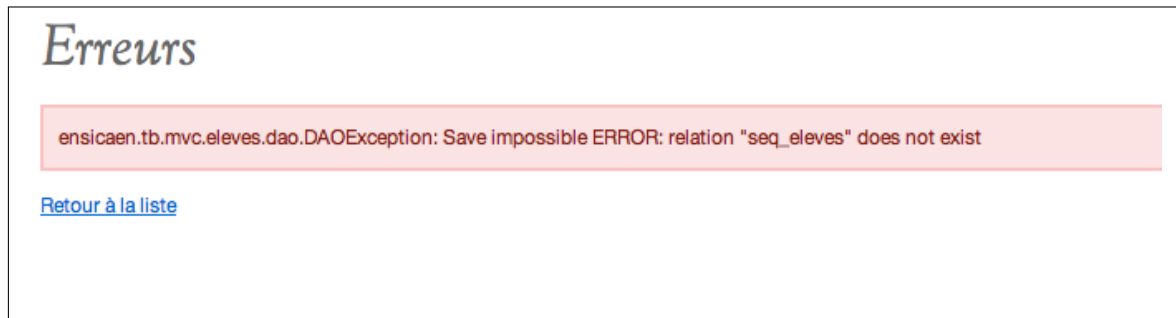 Erreurs
ensicaen.tb.mvc.eleves.dao.DAOException: Save impossible ERROR: relation "seq_eleves" does not exist
Retour à la liste